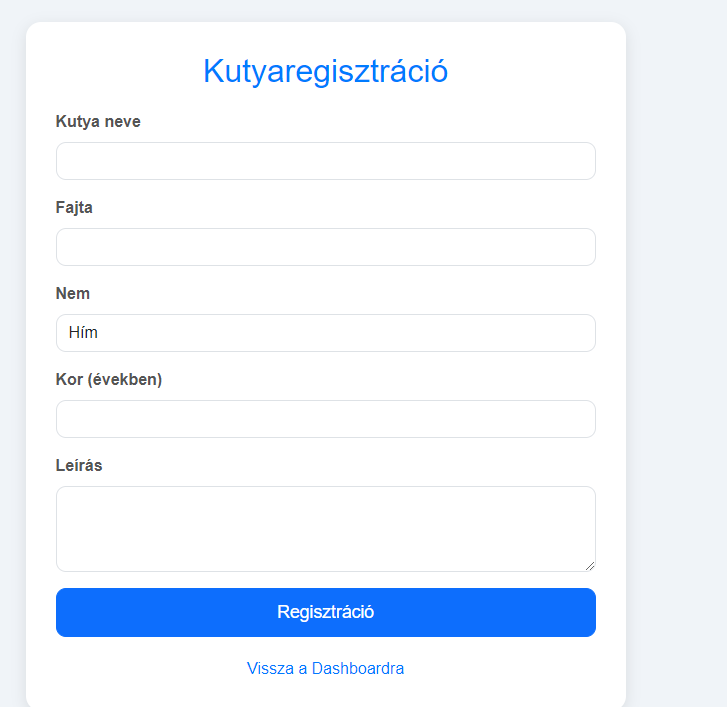 Kutyaregisztráció
Kutya neve
Fajta
Nem
Hím
Kor (években)
Leírás
Regisztráció
Vissza a Dashboardra